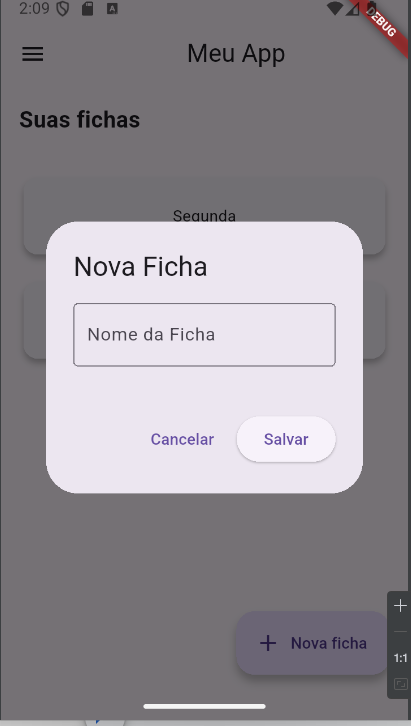 2:09
DEBUG
Meu App
Suas fichas
Segunda
Nova Ficha
Nome da Ficha
Cancelar Salvar
+ Nova ficha
1:1